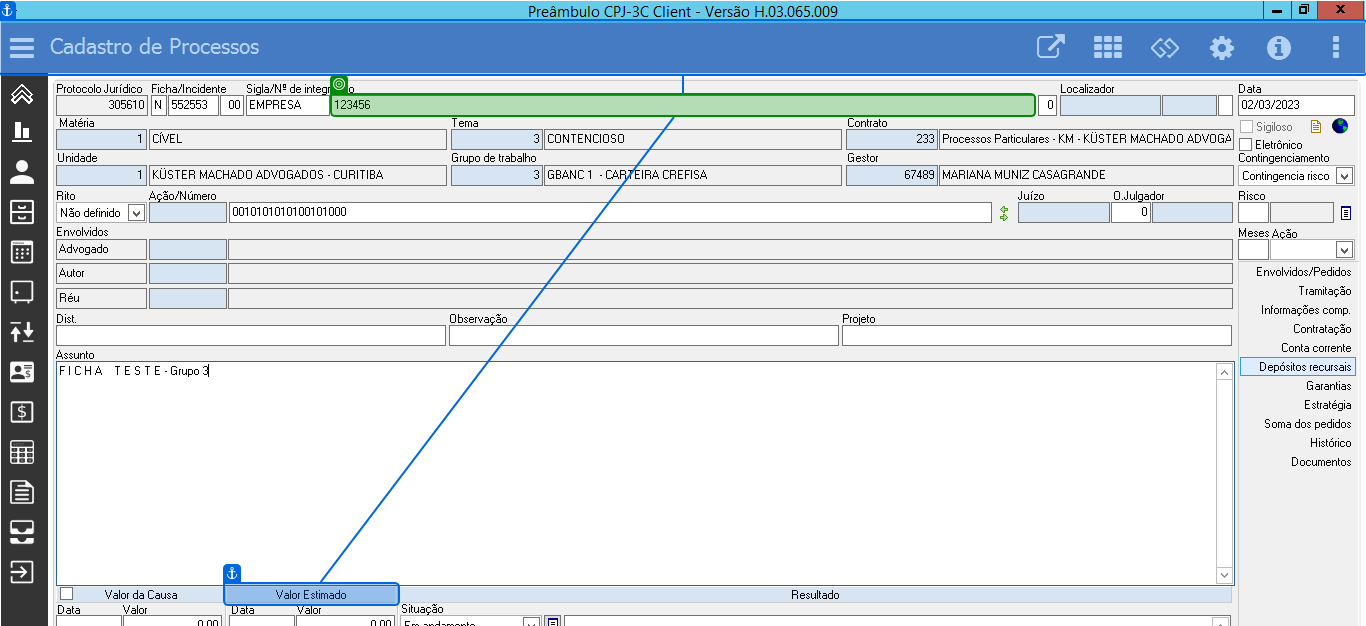 Preâmbulo CPJ-3C Client - Versão H.03.065.009
Cadastro de Processos
Protocolo Jurídico Ficha/Incidente Sigla/Nº de integ o Localizador Data
305610 N 552553 00 EMPRESA 123456 0 02/03/2023
Matéria Tema Contrato Sigiloso
1 CÍVEL 3 CONTENCIOSO 233 Processos Particulares - KM - KÜSTER MACHADO ADVOGA Eletrônico
Unidade Grupo de trabalho Gestor Contingenciamento
1 KÜSTER MACHADO ADVOGADOS - CURITIBA 3 GBANC 1 - CARTEIRA CREFISA 67489 MARIANA MUNIZ CASAGRANDE Contingencia risco
Rito Ação/Número Juízo O.Julgador Risco
Não definido 0010101010100101000 0
Envolvidos Meses Ação
Advogado
Autor
Réu
Dist. Observação Projeto
Assunto
F I C H A T E S T E - Grupo 3
Envolvidos/Pedidos
Tramitação
Informações comp.
Contratação
Conta corrente
Depósitos recursais
Garantias
Estratégia
Soma dos pedidos
Histórico
Documentos
Valor da Causa Valor Estimado Resultado
Data Valor Data Valor Situação
0,00 0,00 Em andamento